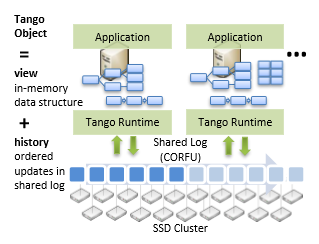 Tango
Object
=
view
in-memory
data structure
+
history
ordered
updates in
shared log
Application
Application
...
Tango Runtime
Tango Runtime
Shared Log
(CORFU)
SSD Cluster